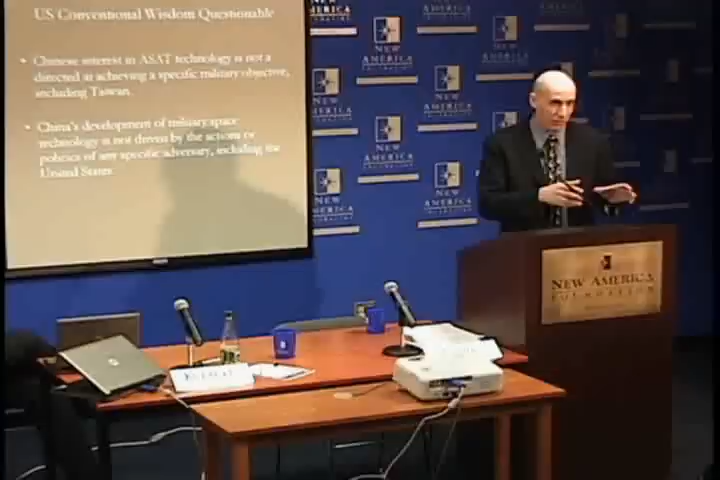 US Conventional Wisdom Questionable
• Chinese interest in ASAT technology is not a
directed at achieving a specific military objective,
including Taiwan.
• China's development of military space
technology is not driven by the actions or
policies of any specific adversary, including the
United States.
NEW
AMERICA
FOUNDATION
NEW AMERICA
FOUNDATION